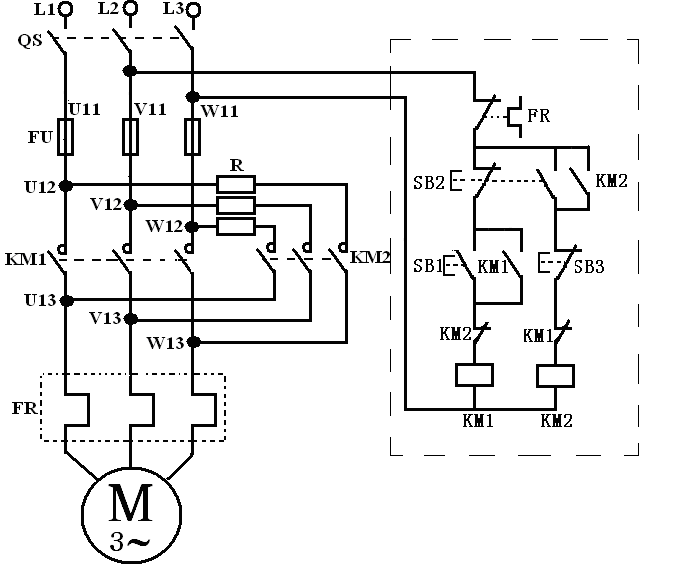 L1 L2 L3
QS
U11 V11 W11
FU
FR
R
SB2 KM2
U12
V12
W12
KM1 KM2
SB1 KM1 SB3
U13
V13
W13
KM2 KM1
KM1 KM2
FR
M
3~